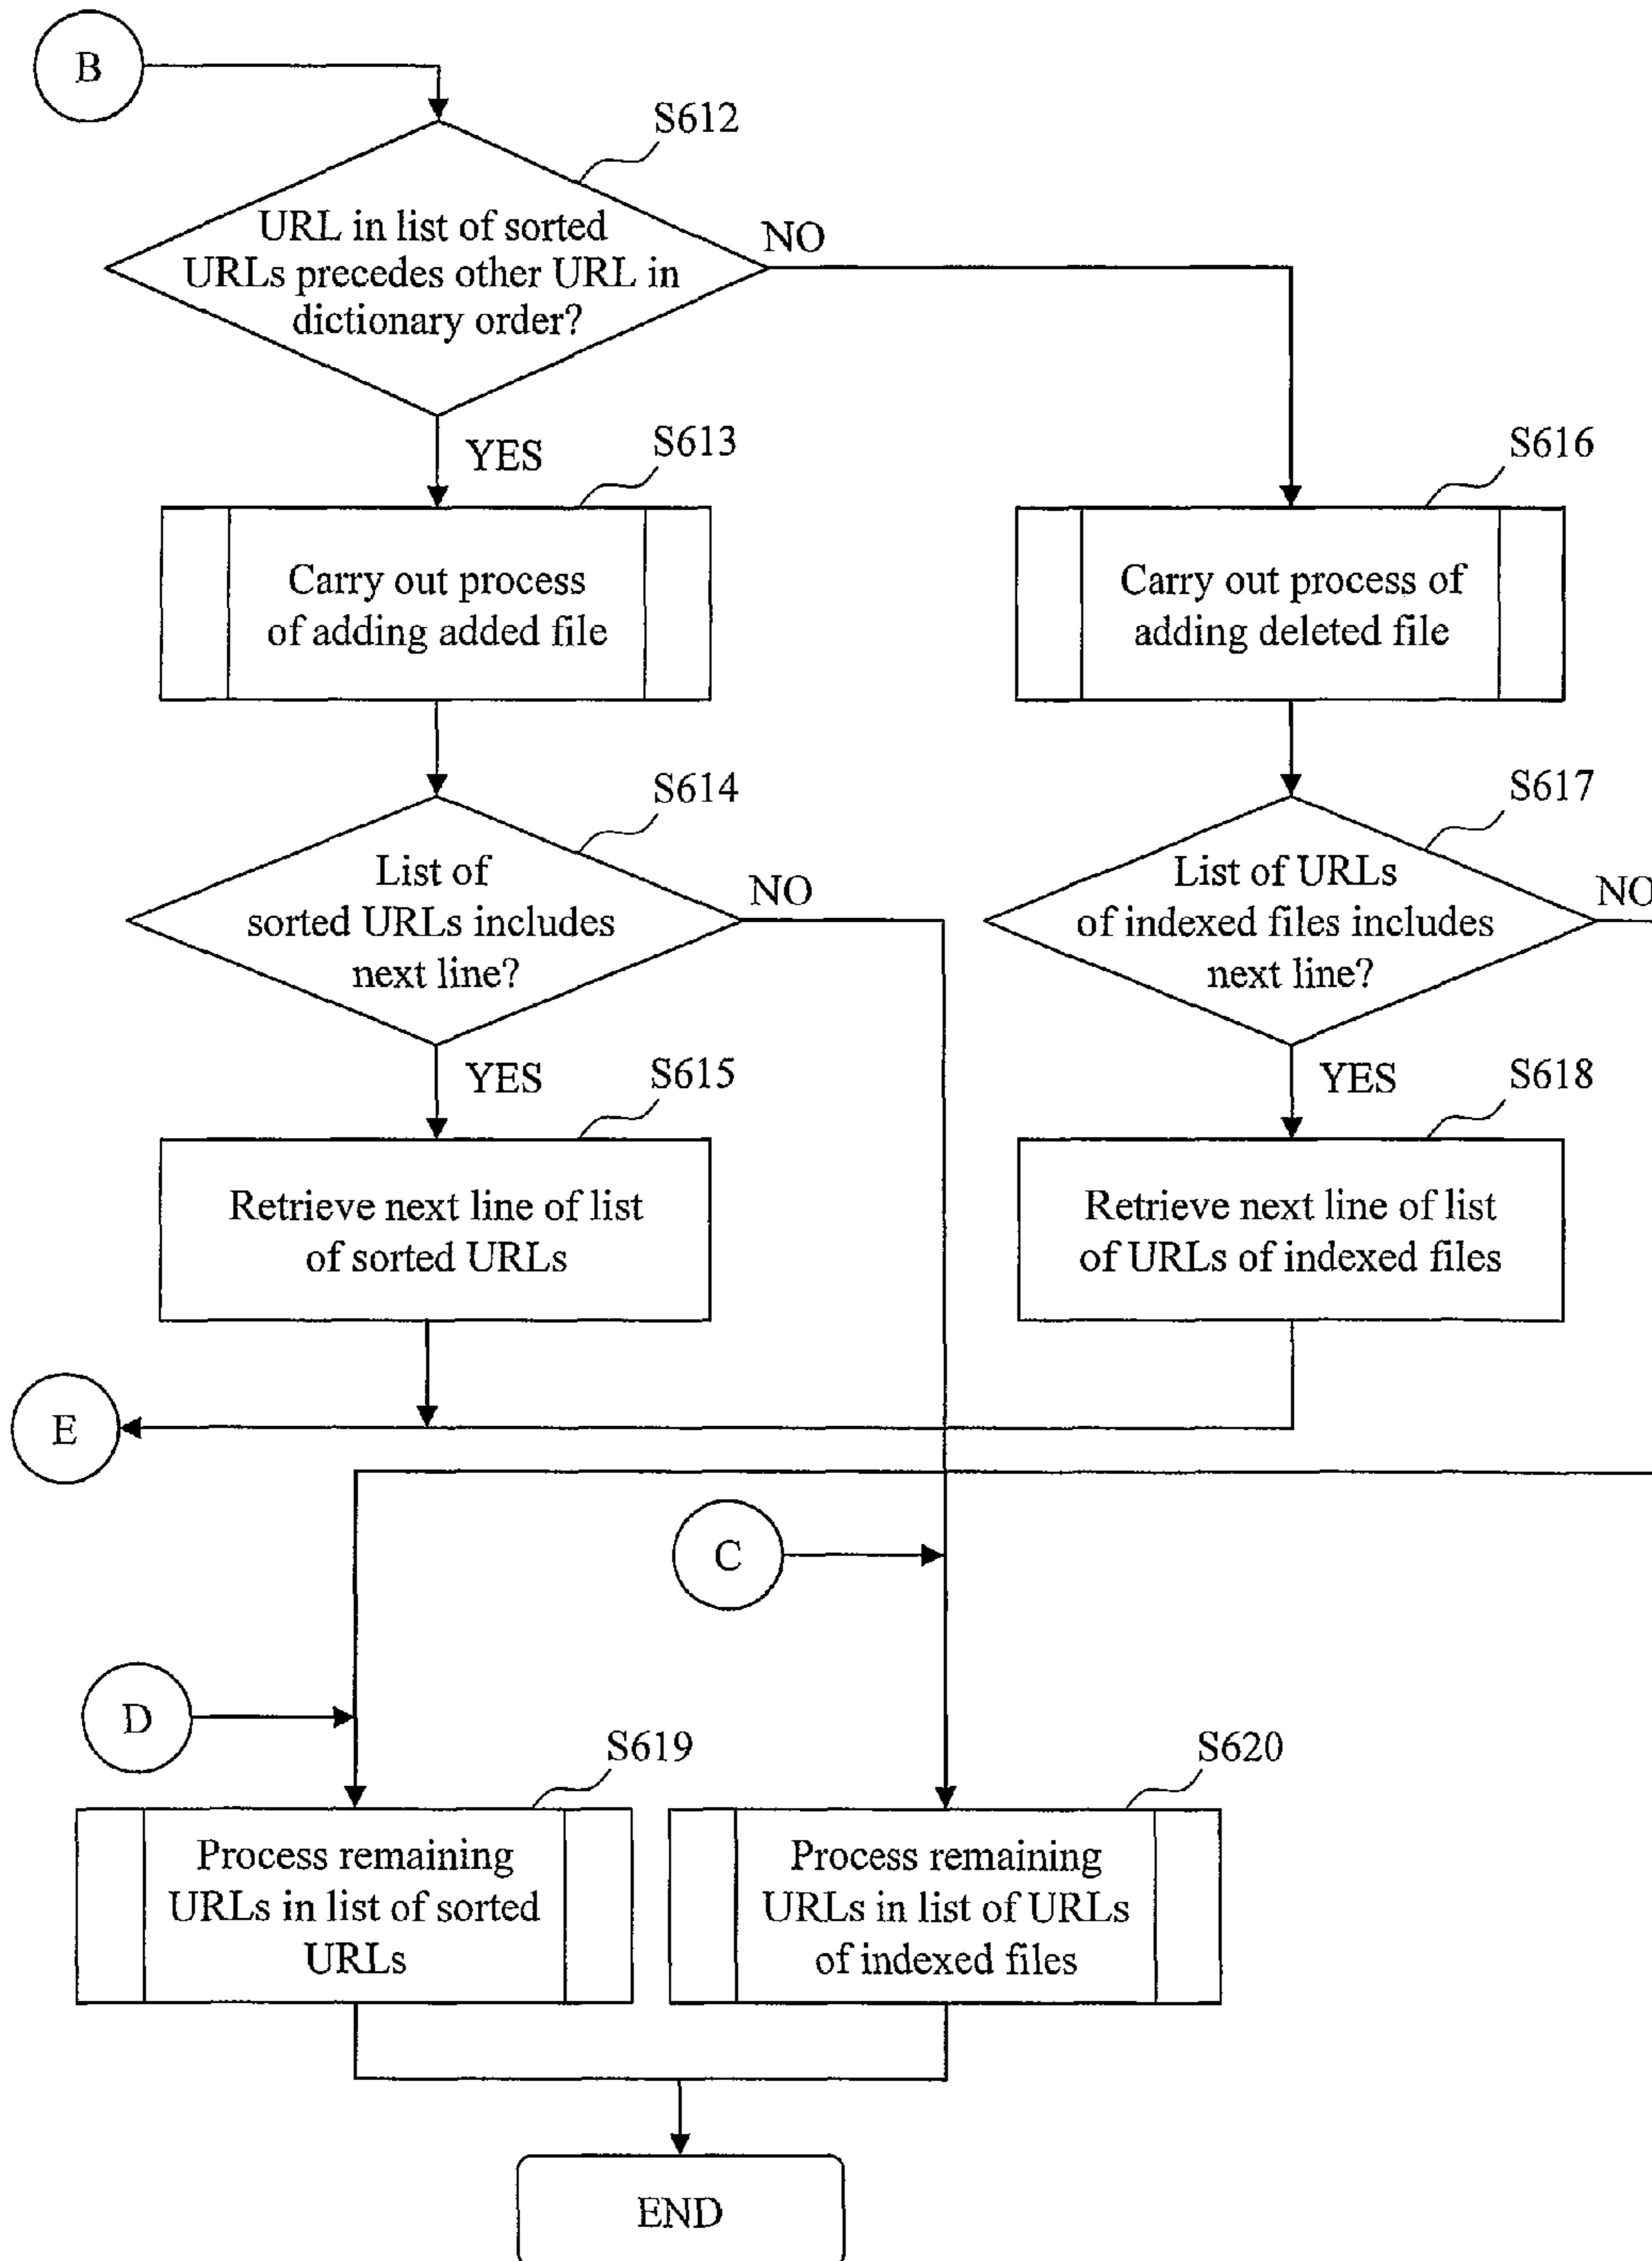 B
S612
URL in list of sorted
URLs precedes other URL in
dictionary order?
NO
YES
S613
S616
Carry out process
of adding added file
Carry out process of
adding deleted file
S614
S617
List of
sorted URLs includes
next line?
NO
List of URLs
of indexed files includes
next line?
NO
YES
S615
YES
S618
Retrieve next line of list
of sorted URLs
Retrieve next line of list
of URLs of indexed files
E
C
D
S619
S620
Process remaining
URLs in list of sorted
URLs
Process remaining
URLs in list of URLs
of indexed files
END